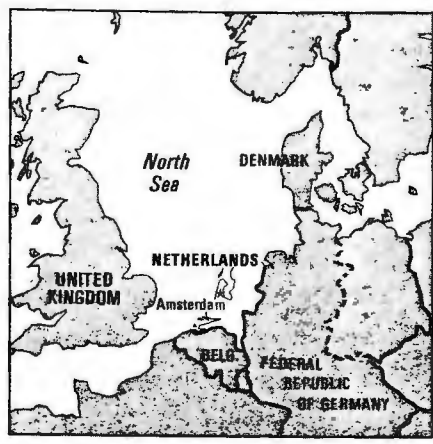 North
Sea
DENMARK
NETHERLANDS
UNITED
KINGDOM
Amsterdam
BELG.
FEDERAL
REPUBLIC
OF GERMANY